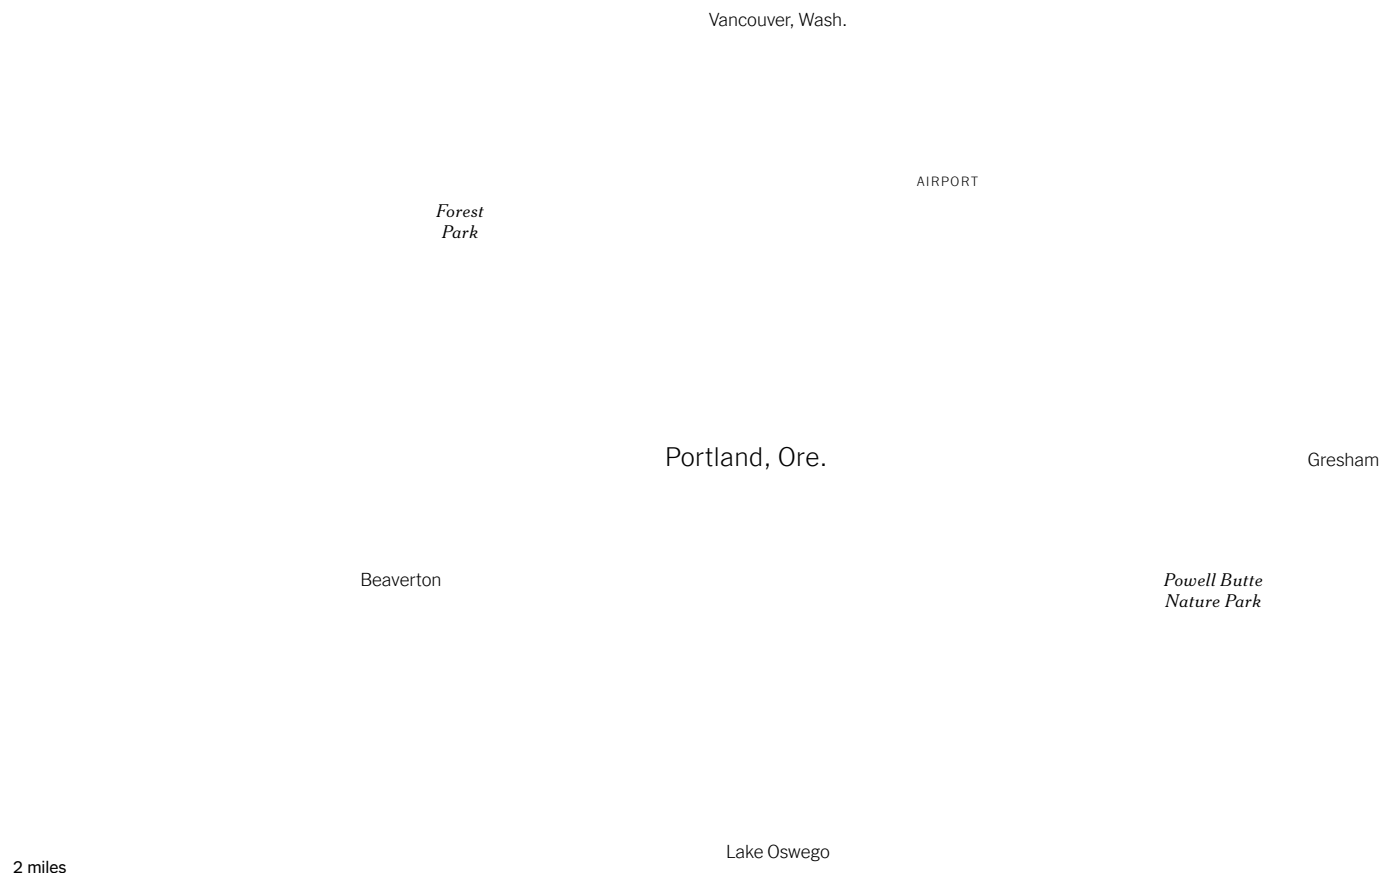 Vancouver, Wash.
AIRPORT
Forest
Park
Portland, Ore.
Gresham
Beaverton
Powell Butte
Nature Park
Lake Oswego
2 miles